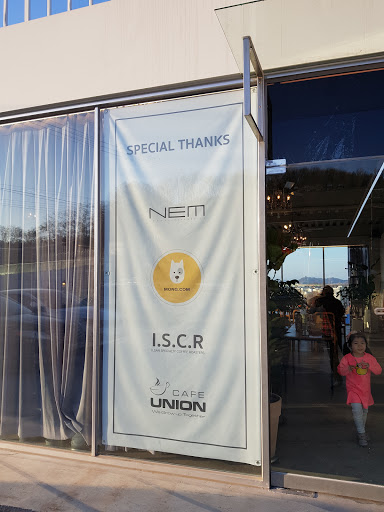 SPECIAL THANKS
NEM
I.S.C.R
CAFE
UNION